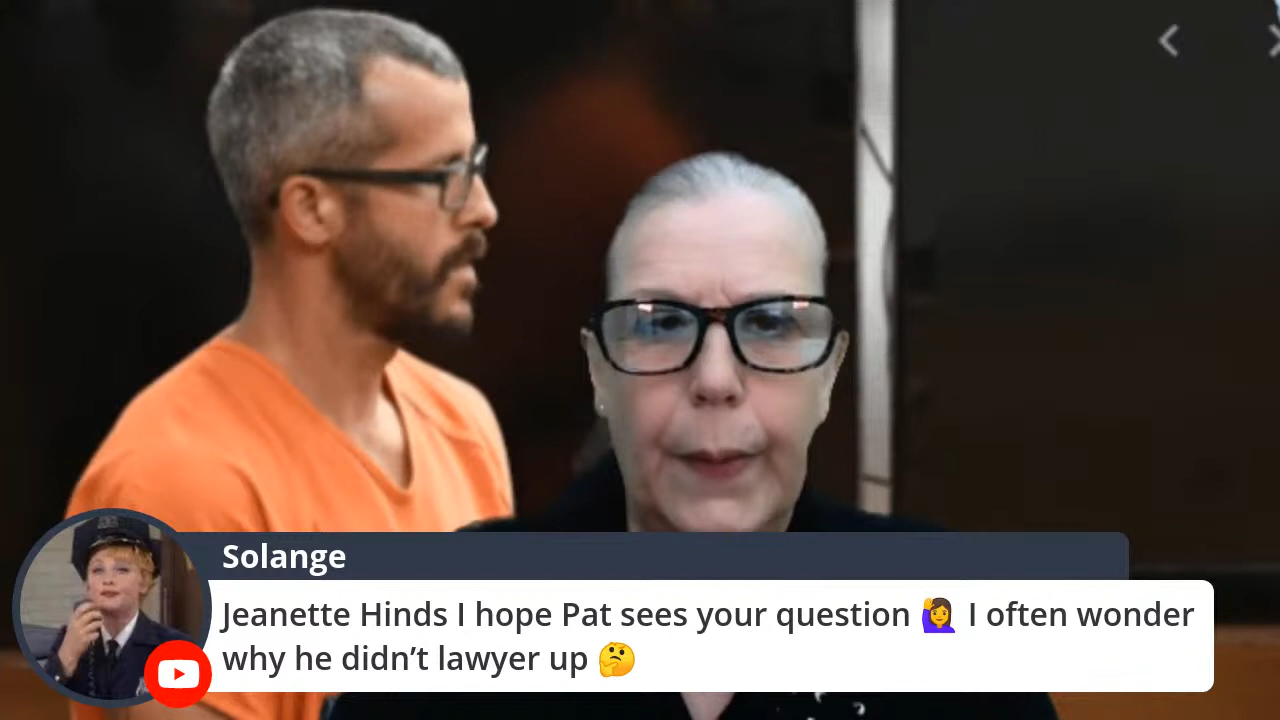 Solange
Jeanette Hinds I hope Pat sees your question 🙋‍♀️ I often wonder
why he didn’t lawyer up 🤔